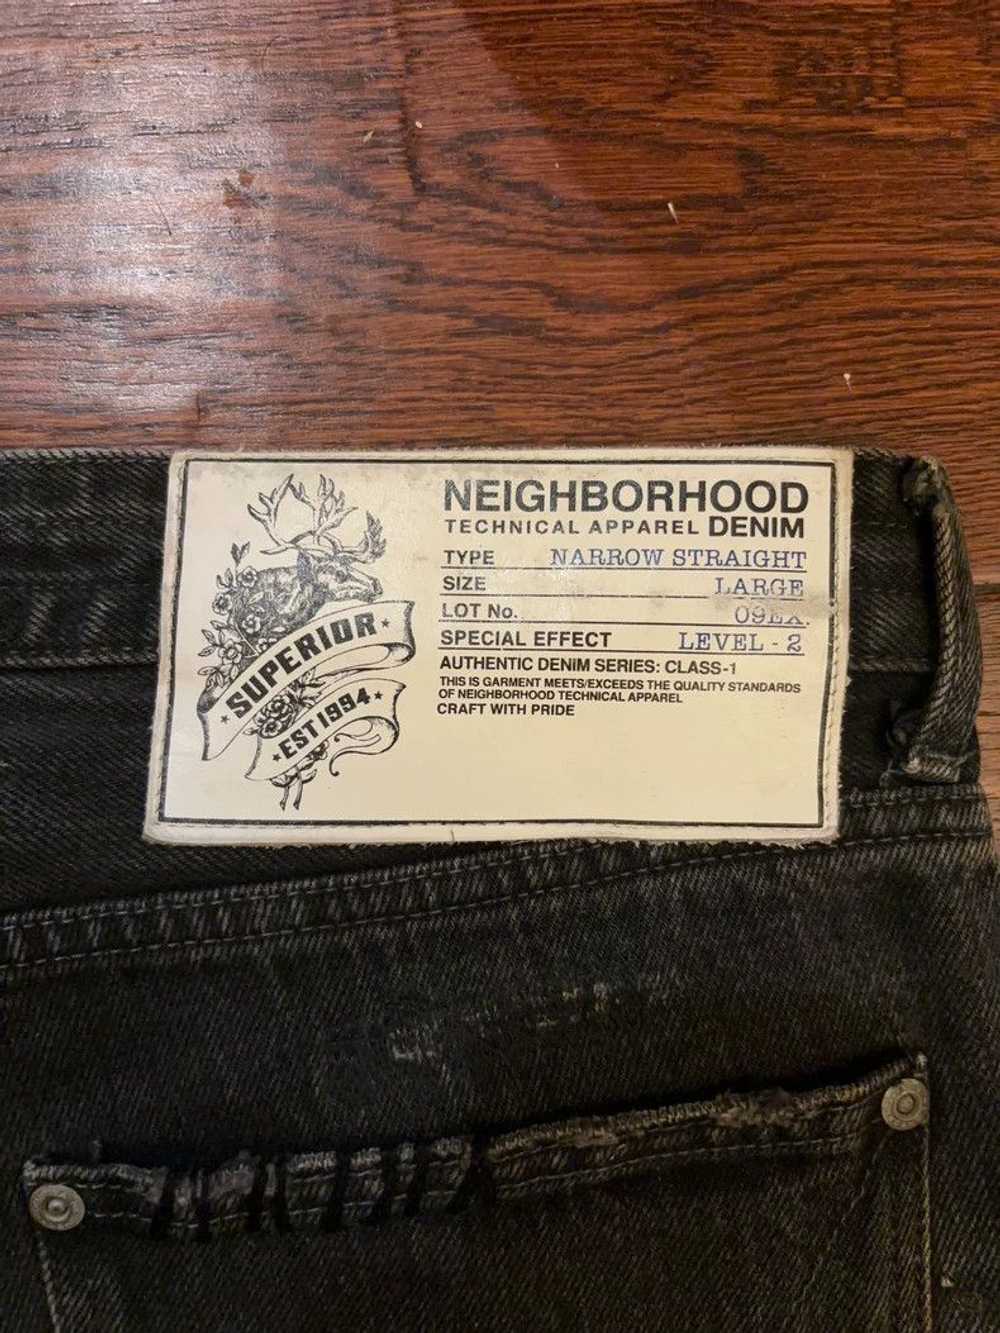 SUPERIOR
EST 1994
NEIGHBORHOOD
TECHNICAL APPAREL DENIM
TYPE NARROW STRAIGHT
SIZE LARGE
LOT No.
SPECIAL EFFECT LEVEL - 2
AUTHENTIC DENIM SERIES: CLASS-1
THIS IS GARMENT MEETS/EXCEEDS THE QUALITY STANDARDS
OF NEIGHBORHOOD TECHNICAL APPAREL
CRAFT WITH PRIDE